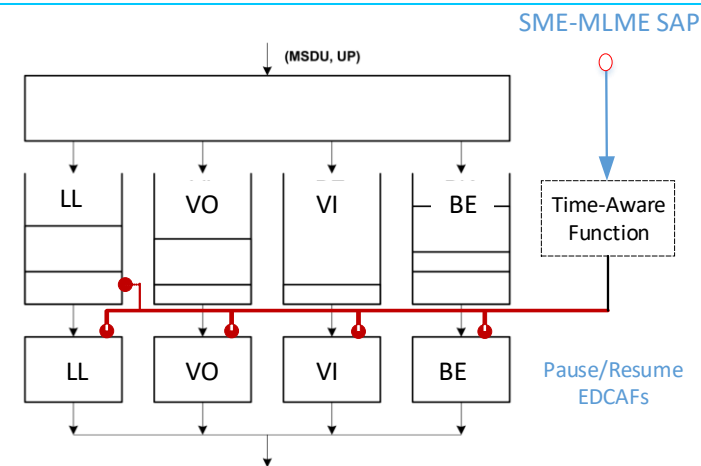 SME-MLME SAP
(MSDU, UP)
LL
VO
VI
BE
Time-Aware
Function
LL
VO
VI
BE
Pause/Resume
EDCAFs